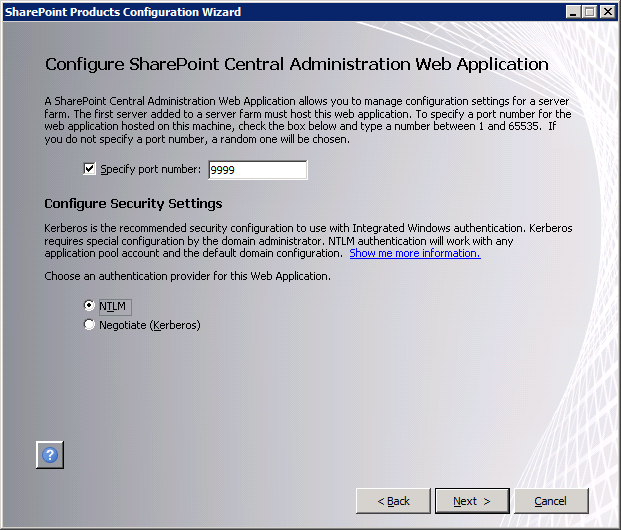 SharePoint Products Configuration Wizard
Configure SharePoint Central Administration Web Application
A SharePoint Central Administration Web Application allows you to manage configuration settings for a server
farm. The first server added to a server farm must host this web application. To specify a port number for the
web application hosted on this machine, check the box below and type a number between 1 and 65535.  If
you do not specify a port number, a random one will be chosen.
Specify port number: 9999
Configure Security Settings
Kerberos is the recommended security configuration to use with Integrated Windows authentication. Kerberos
requires special configuration by the domain administrator. NTLM authentication will work with any
application pool account and the default domain configuration.  Show me more information.
Choose an authentication provider for this Web Application.
NTLM
Negotiate (Kerberos)
?
< Back Next > Cancel